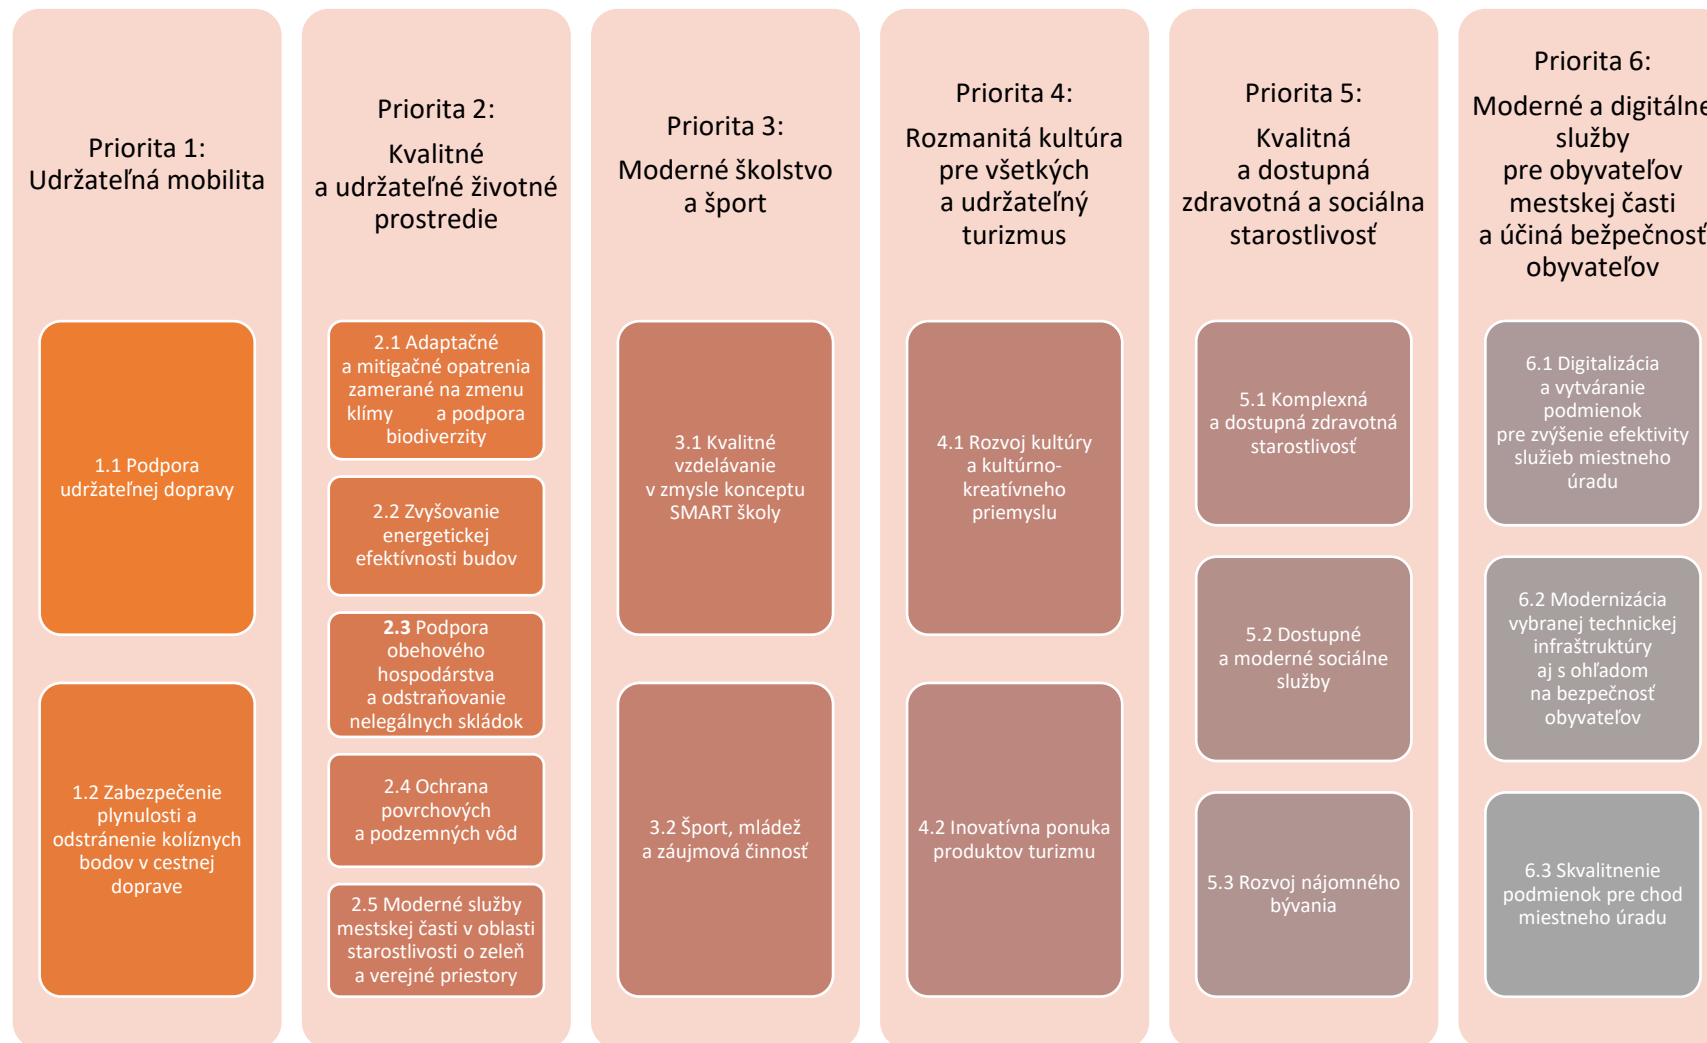 Priorita 1:
Udržateľná mobilita
1.1 Podpora
udržateľnej dopravy
1.2 Zabezpečenie
plynulosti a
odstránenie kolíznych
bodov v cestnej
doprave
Priorita 2:
Kvalitné
a udržateľné životné
prostredie
2.1 Adaptačné
a mitigačné opatrenia
zamerané na zmenu
klímy a podpora
biodiverzity
2.2 Zvyšovanie
energetickej
efektívnosti budov
2.3 Podpora
obehového
hospodárstva
a odstraňovanie
nelegálnych skládok
2.4 Ochrana
povrchových
a podzemných vôd
2.5 Moderné služby
mestskej časti v oblasti
starostlivosti o zeleň
a verejné priestory
Priorita 3:
Moderné školstvo
a šport
3.1 Kvalitné
vzdelávanie
v zmysle konceptu
SMART školy
3.2 Šport, mládež
a záujmová činnosť
Priorita 4:
Rozmanitá kultúra
pre všetkých
a udržateľný
turizmus
4.1 Rozvoj kultúry
a kultúrno-
kreatívneho
priemyslu
4.2 Inovatívna ponuka
produktov turizmu
Priorita 5:
Kvalitná
a dostupná
zdravotná a sociálna
starostlivosť
5.1 Komplexná
a dostupná zdravotná
starostlivosť
5.2 Dostupné
a moderné sociálne
služby
5.3 Rozvoj nájomného
bývania
Priorita 6:
Moderné a digitálne
služby
pre obyvateľov
mestskej časti
a účiná bežpečnosť
obyvateľov
6.1 Digitalizácia
a vytváranie
podmienok
pre zvýšenie efektivity
služieb miestneho
úradu
6.2 Modernizácia
vybranej technickej
infraštruktúry
aj s ohľadom
na bezpečnosť
obyvateľov
6.3 Skvalitnenie
podmienok pre chod
miestneho úradu